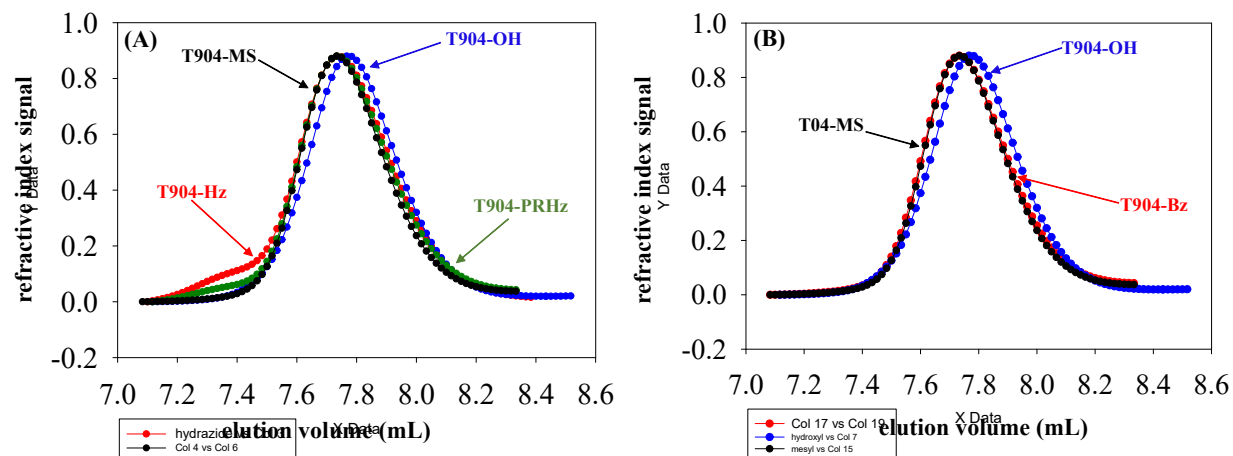 (A)
T904-MS
T904-OH
T904-Hz
T904-PRHz
refractive index signal
Y Data
1.0
0.8
0.6
0.4
0.2
0.0
-0.2
7.0 7.2 7.4 7.6 7.8 8.0 8.2 8.4 8.6
X Data
elution volume (mL)
Col 4 vs Col 6
(B)
T904-OH
T04-MS
T904-Bz
refractive index signal
Y Data
1.0
0.8
0.6
0.4
0.2
0.0
-0.2
7.0 7.2 7.4 7.6 7.8 8.0 8.2 8.4 8.6
X Data
elution volume (mL)
Col 17 vs Col 19
hydroxyl vs Col 7
mesyl vs Col 15